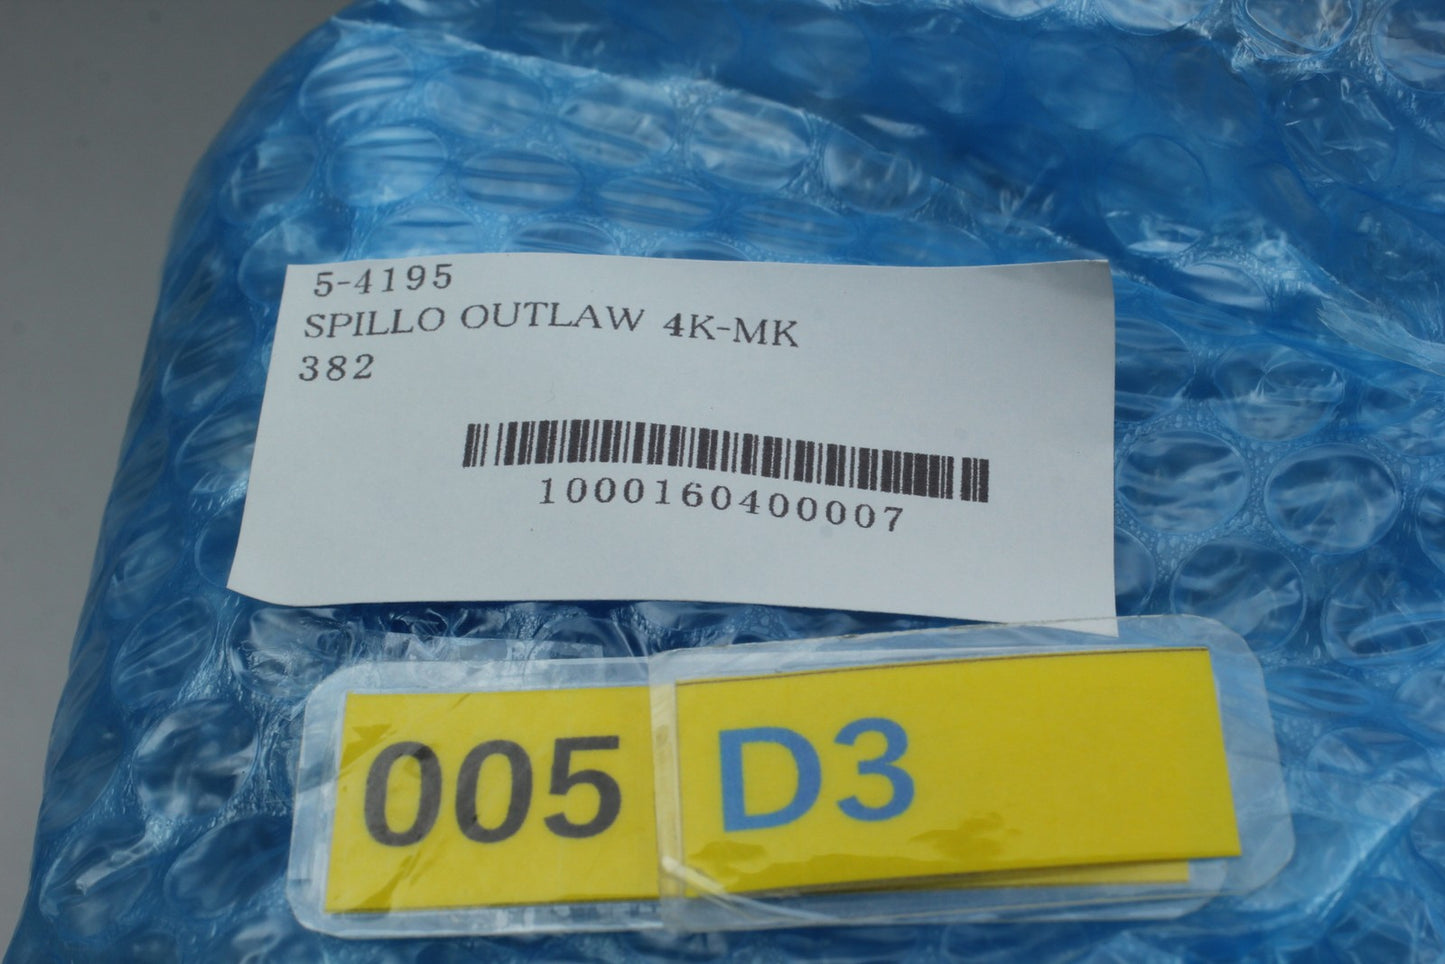 5-4195
SPILLO OUTLAW 4K-MK
382
1000160400007
005 D3